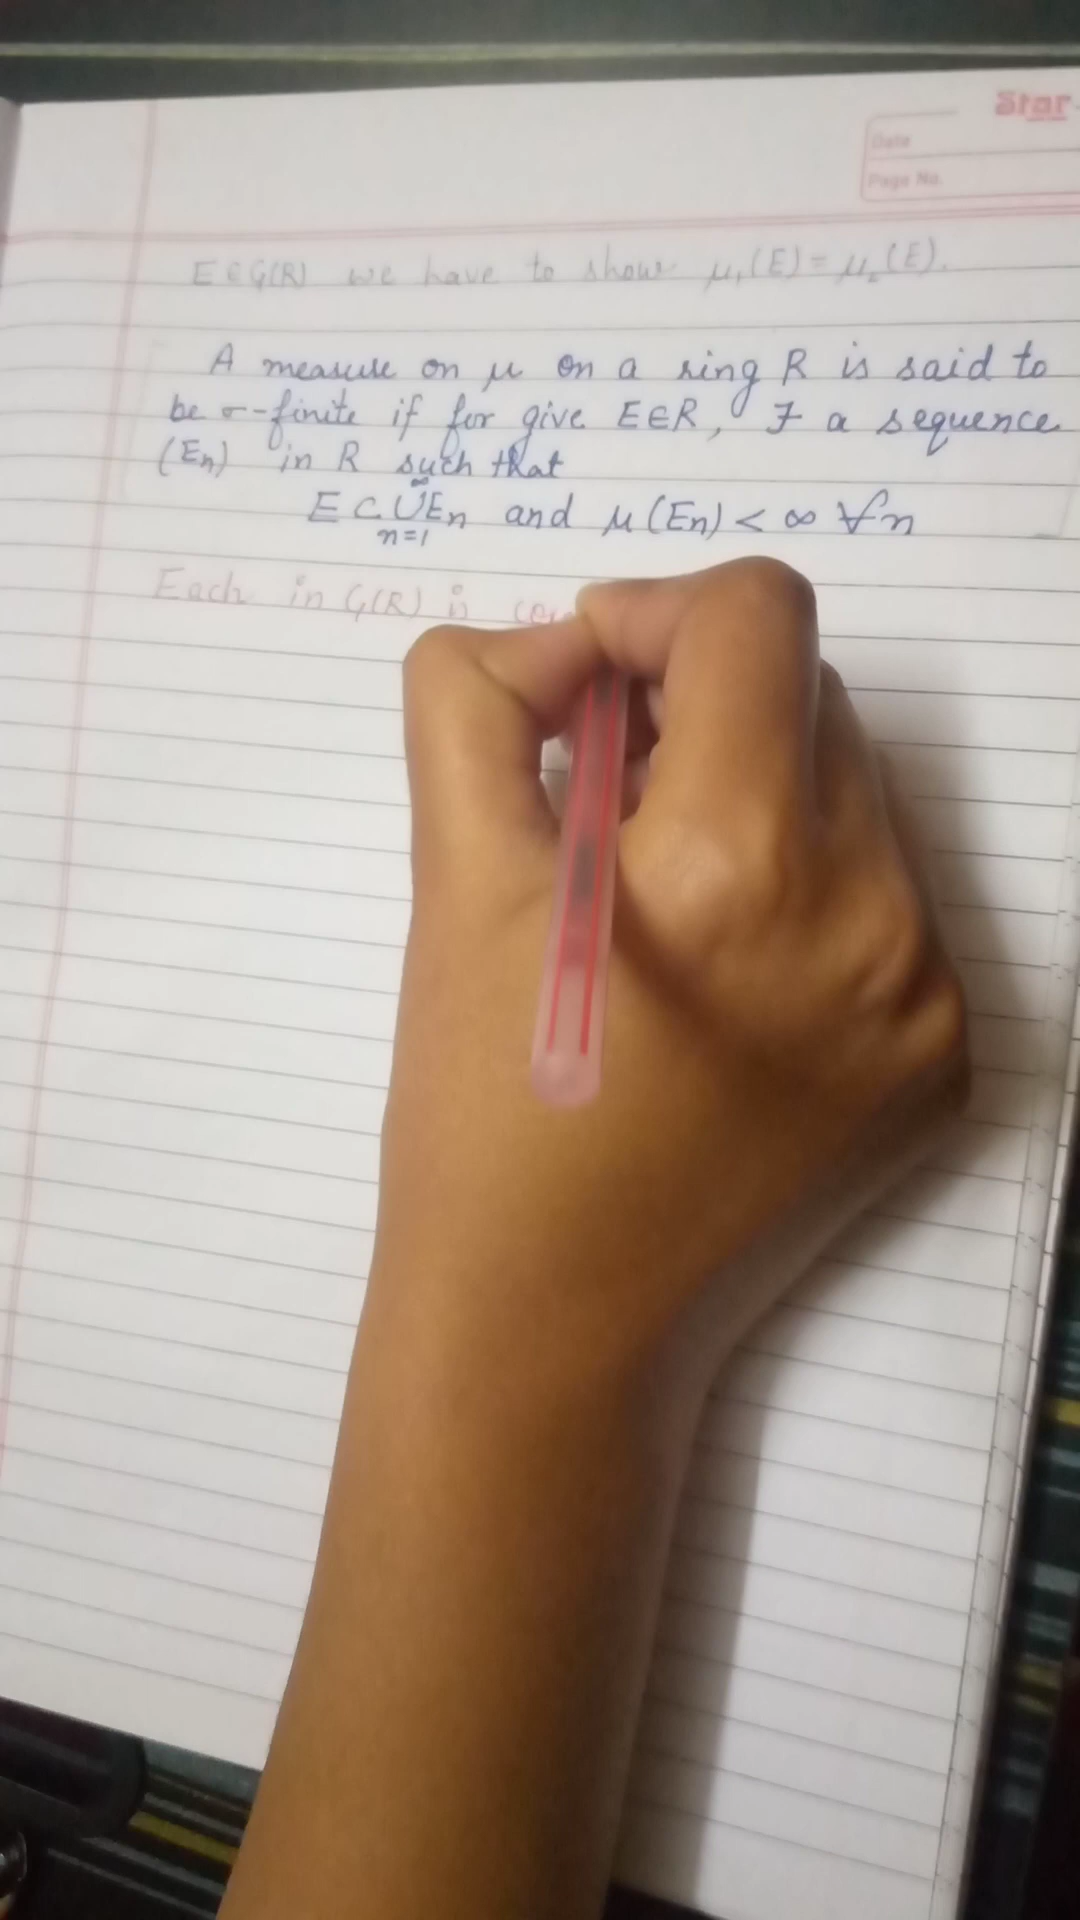 Star
Date
Page No.
E ∈ G(R) we have to show μ₁(E) = μ₂(E).
A measure on μ on a ring R is said to
be σ-finite if for give E∈R, ∃ a sequence
(En) in R such that
E ⊂ ∞∪n=1 En and μ(En) < ∞ ∀ n
Each in G(R) is